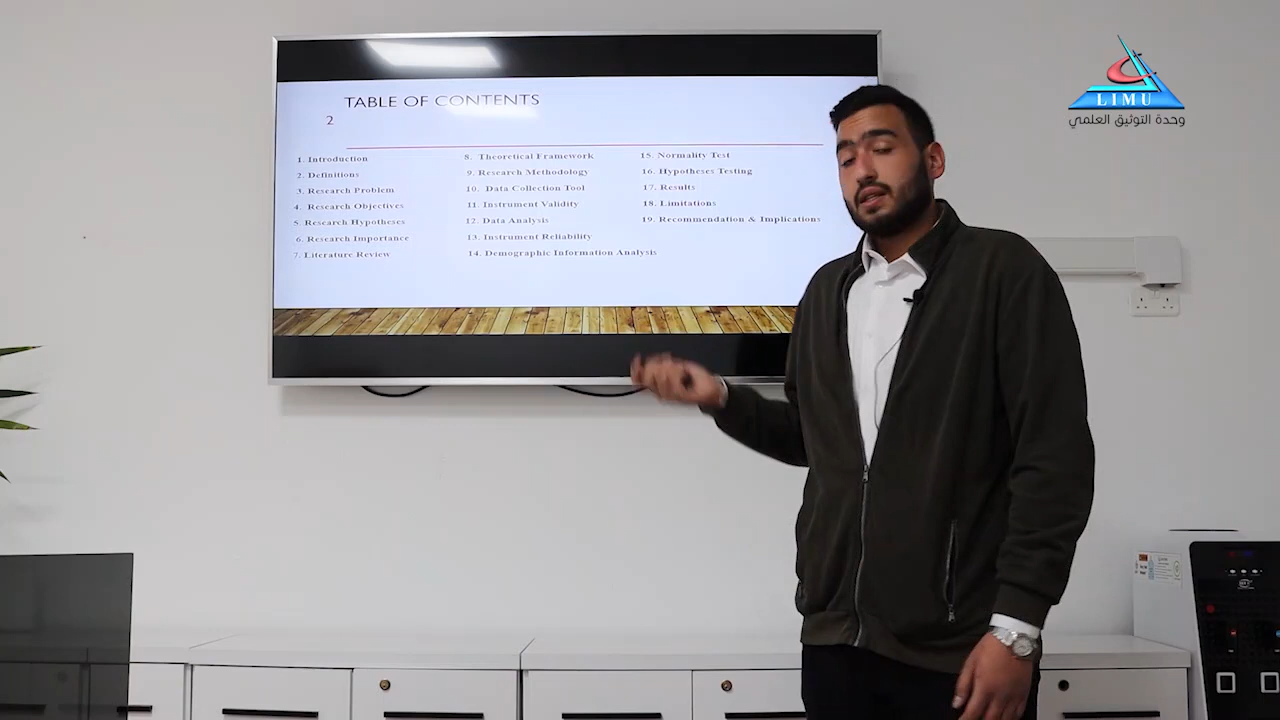 TABLE OF CONTENTS
2
1. Introduction
2. Definitions
3. Research Problem
4. Research Objectives
5. Research Hypotheses
6. Research Importance
7. Literature Review
8. Theoretical Framework
9. Research Methodology
10. Data Collection Tool
11. Instrument Validity
12. Data Analysis
13. Instrument Reliability
14. Demographic Information Analysis
15. Normality Test
16. Hypotheses Testing
17. Results
18. Limitations
19. Recommendation & Implications
LIMU
وحدة التوثيق العلمي